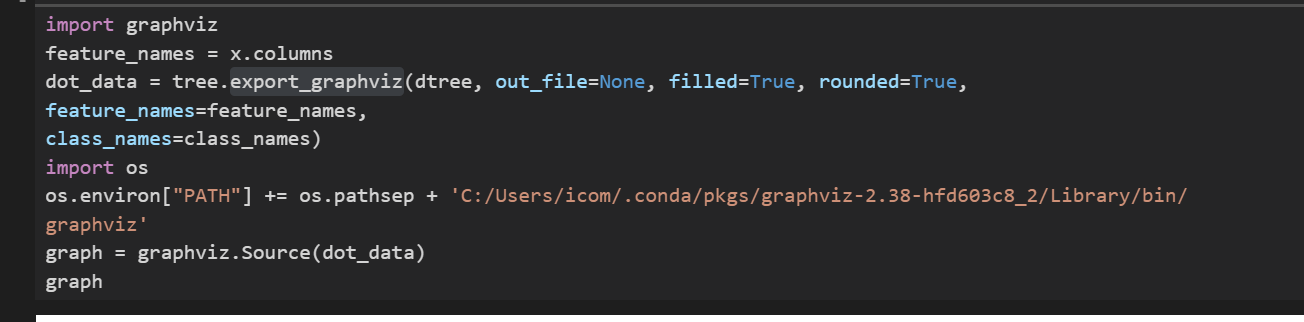 import graphviz
feature_names = x.columns
dot_data = tree.export_graphviz(dtree, out_file=None, filled=True, rounded=True,
feature_names=feature_names,
class_names=class_names)
import os
os.environ["PATH"] += os.pathsep + 'C:/Users/icom/.conda/pkgs/graphviz-2.38-hfd603c8_2/Library/bin/
graphviz'
graph = graphviz.Source(dot_data)
graph